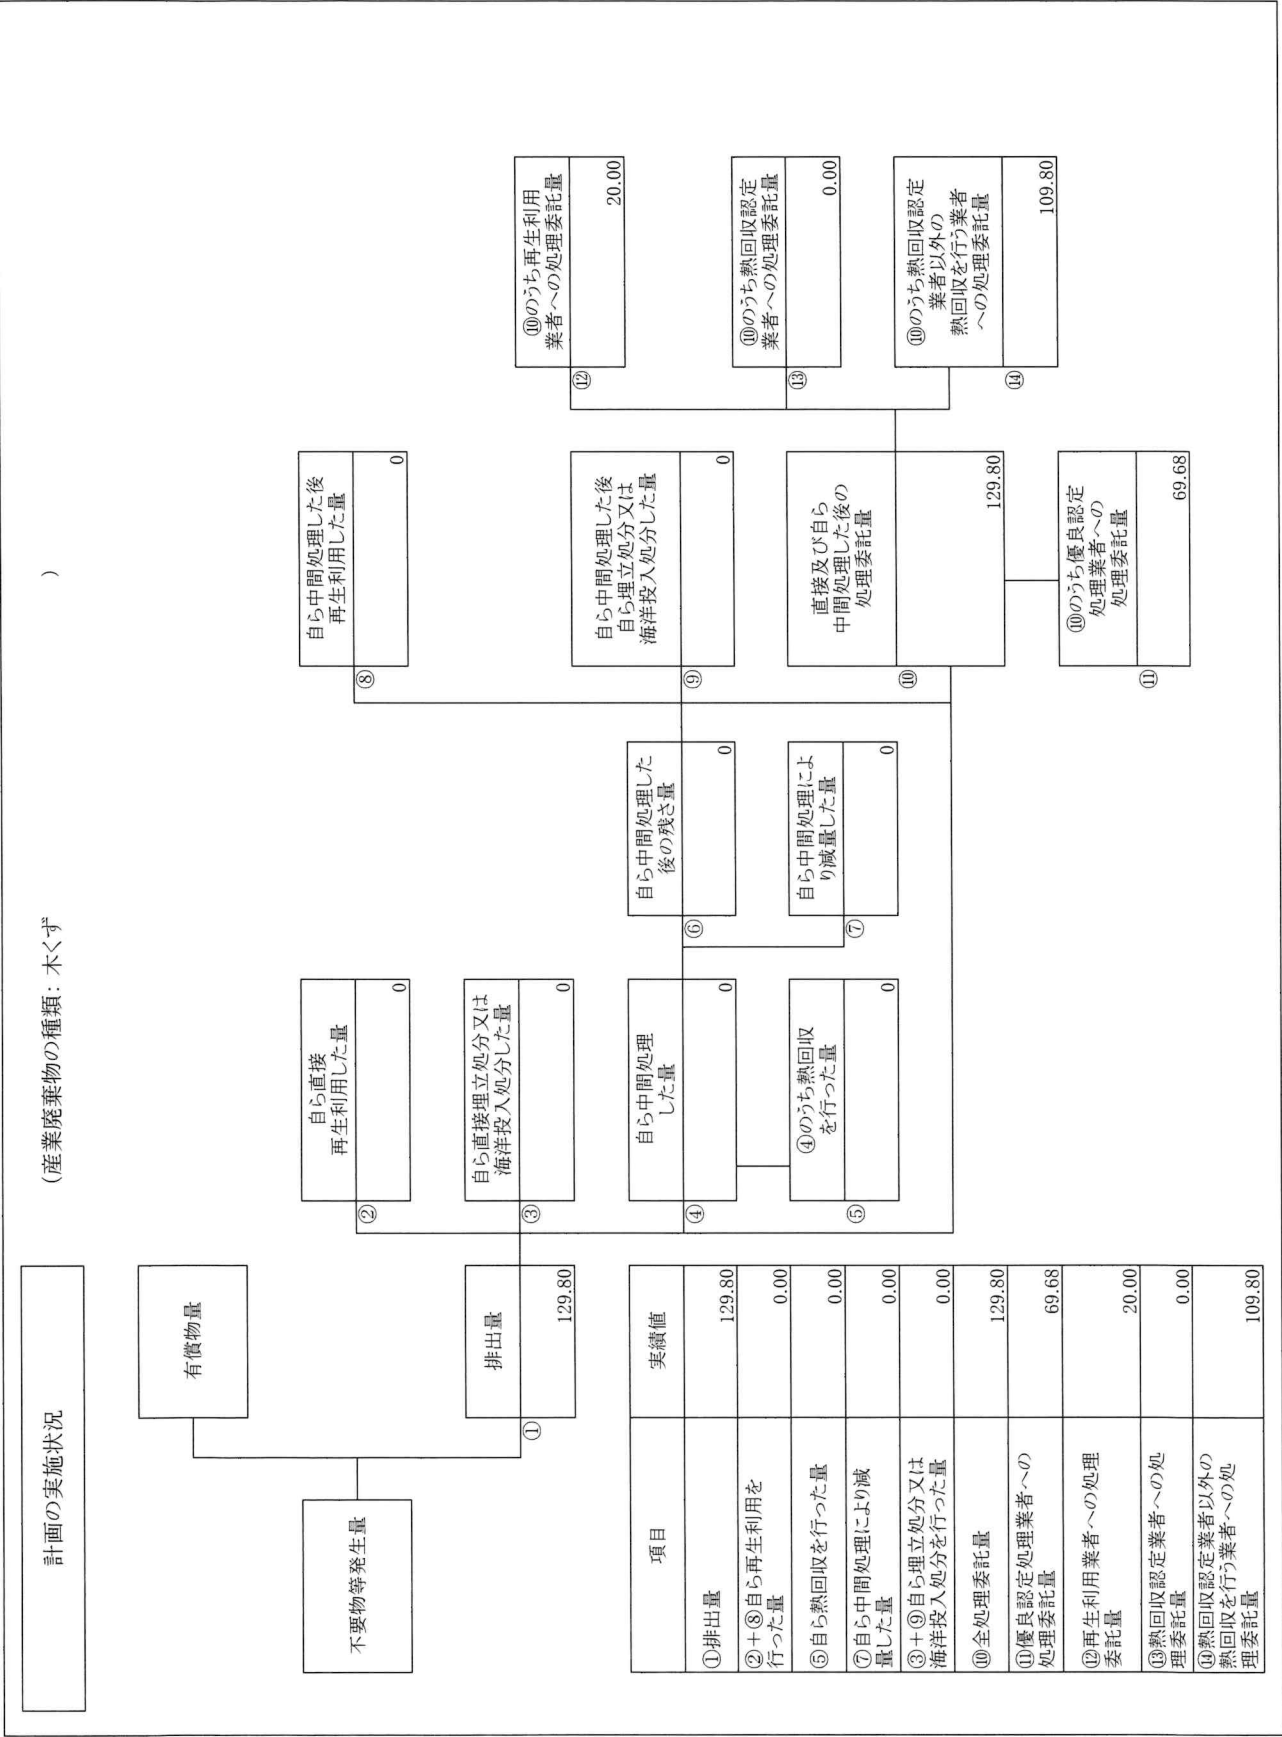 計画の実施状況
(産業廃棄物の種類：木くず
)
不要物等発生量
有償物量
①
排出量
129.80
②
自ら直接
再生利用した量
0
③
自ら直接埋立処分又は
海洋投入処分した量
0
④
自ら中間処理
した量
0
⑤
④のうち熱回収
を行った量
0
⑥
自ら中間処理した
後の残さ量
0
⑦
自ら中間処理によ
り減量した量
0
⑧
自ら中間処理した後
再生利用した量
0
⑨
自ら中間処理した後
自ら埋立処分又は
海洋投入処分した量
0
⑩
直接及び自ら
中間処理した後の
処理委託量
129.80
⑪
⑩のうち優良認定
処理業者への
処理委託量
69.68
⑫
⑩のうち再生利用
業者への処理委託量
20.00
⑬
⑩のうち熱回収認定
業者への処理委託量
0.00
⑭
⑩のうち熱回収認定
業者以外の
熱回収を行う業者
への処理委託量
109.80
項目 実績値
①排出量 129.80
②＋⑧自ら再生利用を
行った量 0.00
⑤自ら熱回収を行った量 0.00
⑦自ら中間処理により減
量した量 0.00
③＋⑨自ら埋立処分又は
海洋投入処分を行った量 0.00
⑩全処理委託量 129.80
⑪優良認定処理業者への
処理委託量 69.68
⑫再生利用業者への処理
委託量 20.00
⑬熱回収認定業者への処
理委託量 0.00
⑭熱回収認定業者以外の
熱回収を行う業者への処
理委託量 109.80